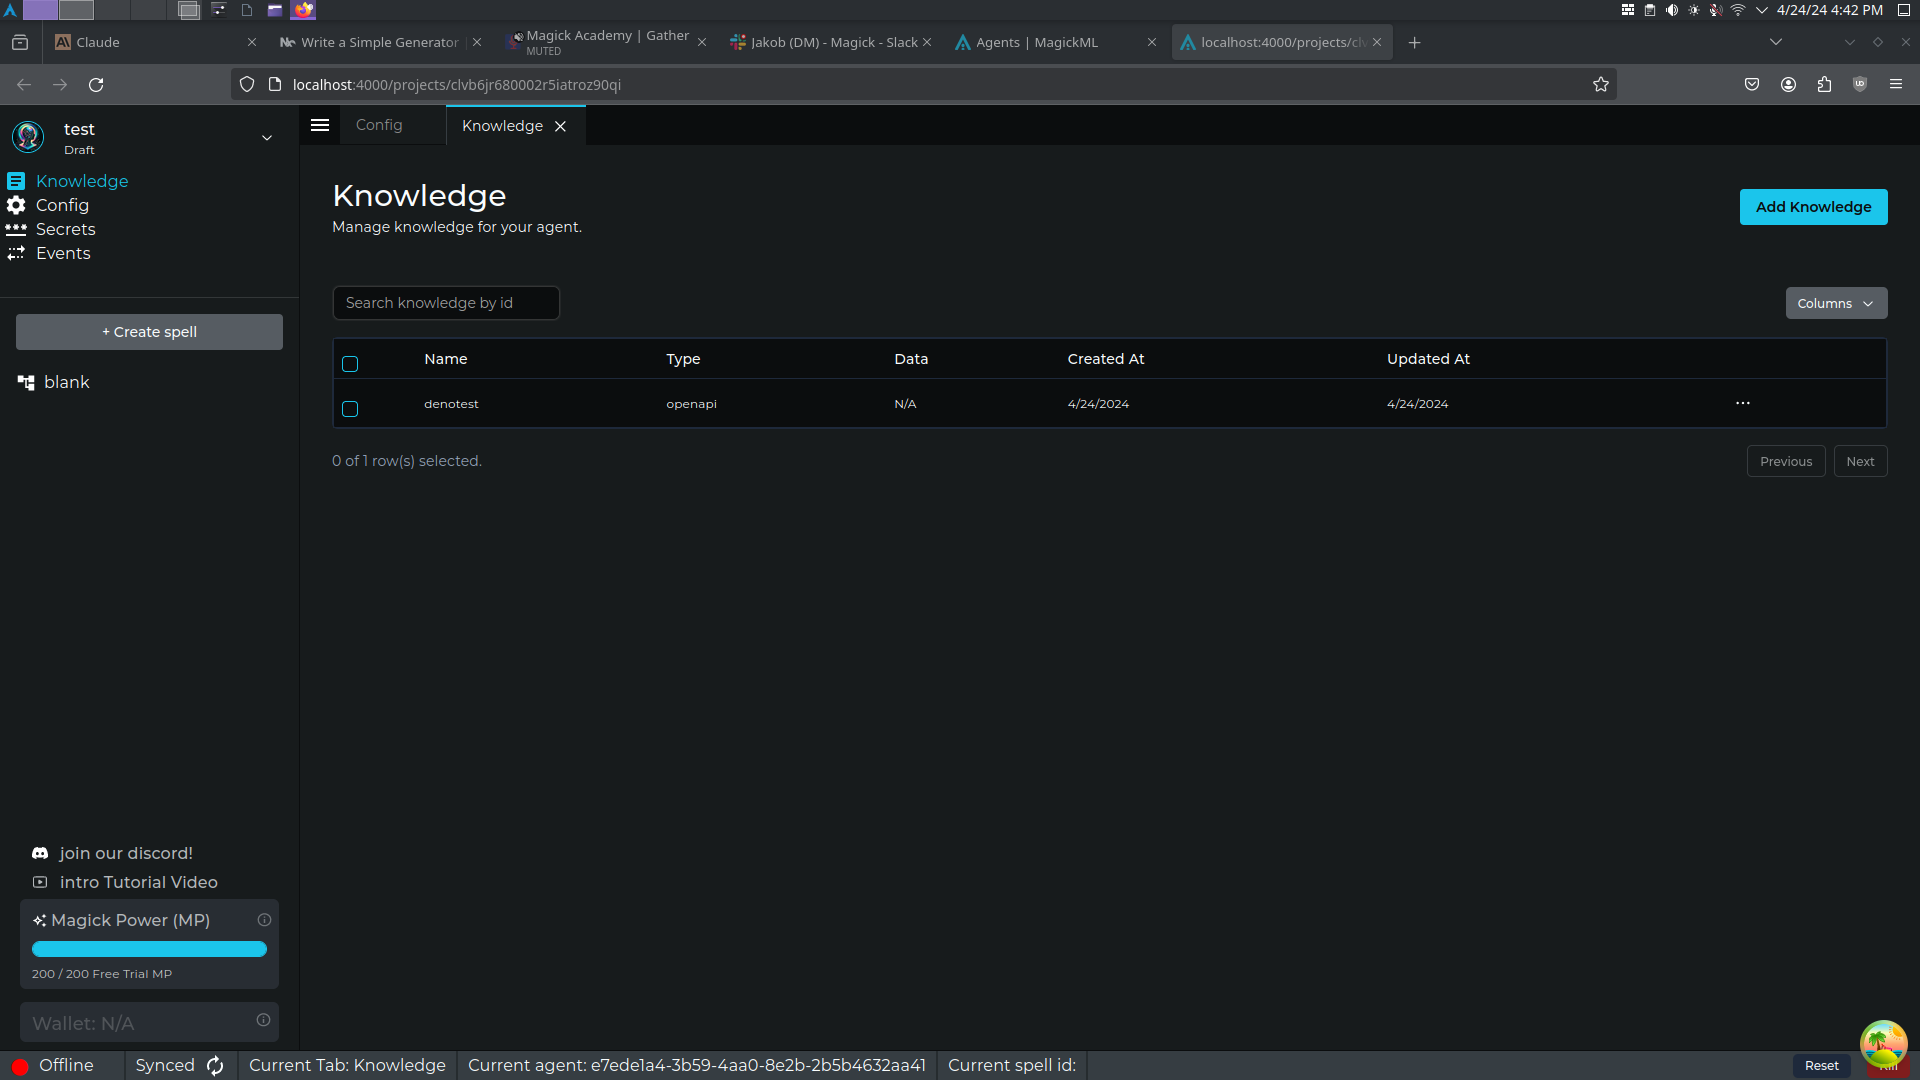 4/24/24 4:42 PM
Claude
Write a Simple Generator
Magick Academy | Gather
MUTED
Jakob (DM) - Magick - Slack
Agents | MagickML
localhost:4000/projects/clv
localhost:4000/projects/clvb6jr680002r5iatroz90qi
test
Draft
Knowledge
Config
Secrets
Events
+ Create spell
blank
Config
Knowledge
Knowledge
Manage knowledge for your agent.
Add Knowledge
Search knowledge by id
Columns
Name Type Data Created At Updated At
denotest openapi N/A 4/24/2024 4/24/2024 ...
0 of 1 row(s) selected.
Previous
Next
join our discord!
intro Tutorial Video
Magick Power (MP)
200 / 200 Free Trial MP
Wallet: N/A
Offline
Synced
Current Tab: Knowledge
Current agent: e7ede1a4-3b59-4aa0-8e2b-2b5b4632aa41
Current spell id:
Reset